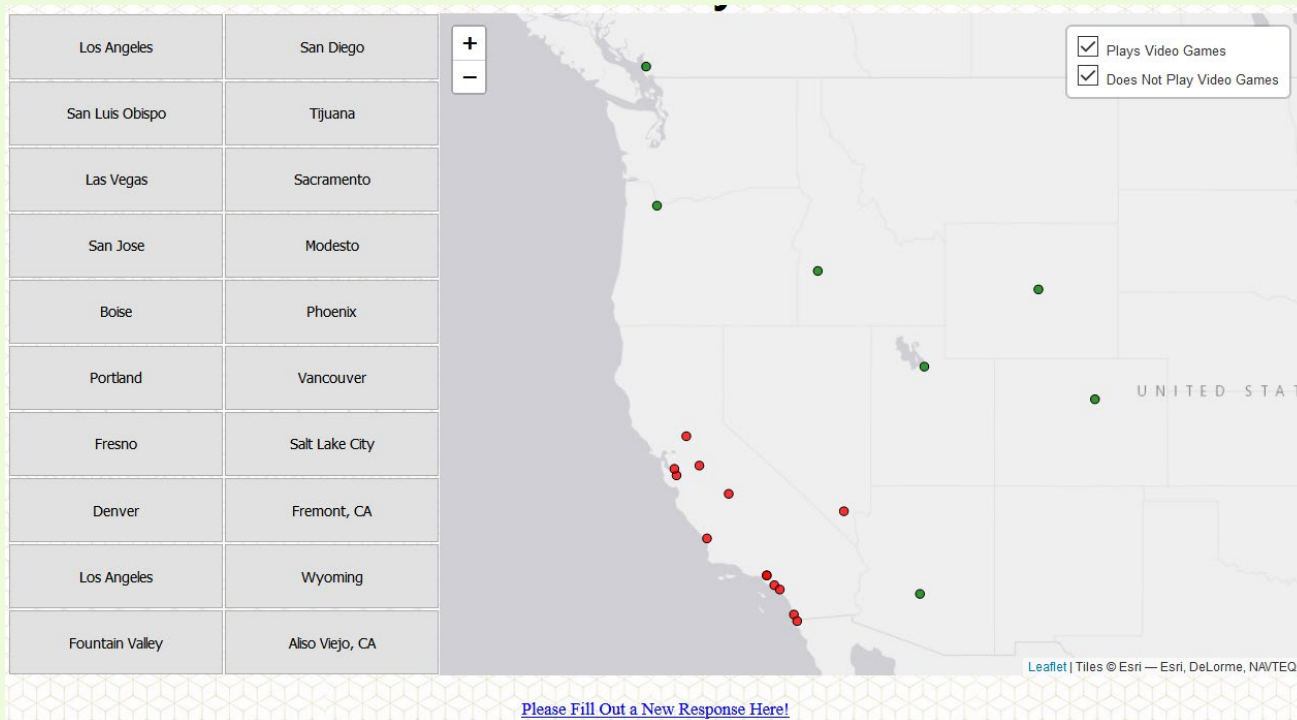 Los Angeles
San Diego
San Luis Obispo
Tijuana
Las Vegas
Sacramento
San Jose
Modesto
Boise
Phoenix
Portland
Vancouver
Fresno
Salt Lake City
Denver
Fremont, CA
Los Angeles
Wyoming
Fountain Valley
Aliso Viejo, CA
+
−
Plays Video Games
Does Not Play Video Games
UNITED STAT
Leaflet | Tiles © Esri — Esri, DeLorme, NAVTEQ
Please Fill Out a New Response Here!